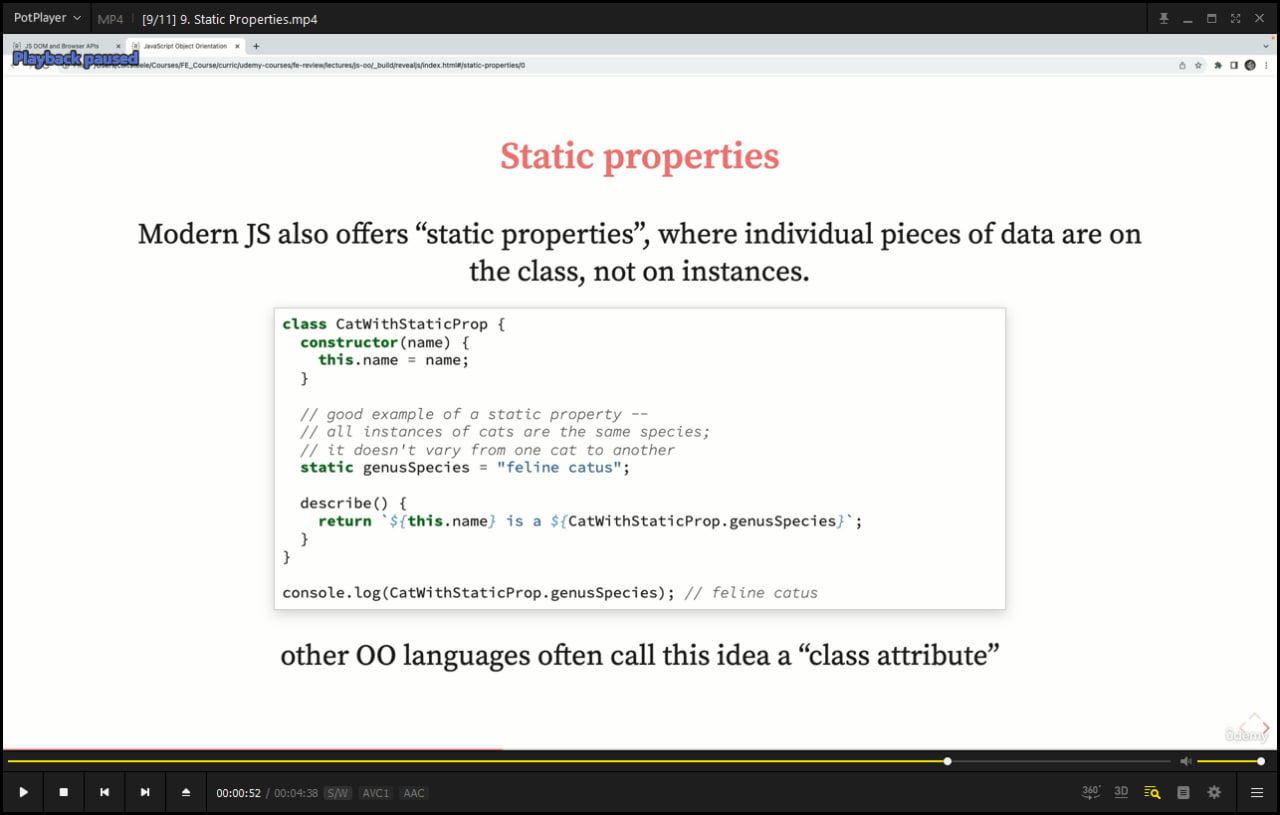 PotPlayer MP4 [9/11] 9. Static Properties.mp4
JS DOM and Browser APIs JavaScript Object Orientation
Playback paused
/Courses/FE_Course/curric/udemy-courses/fe-review/lectures/js-oo/_build/revealjs/index.html#/static-properties/0
Static properties
Modern JS also offers “static properties”, where individual pieces of data are on
the class, not on instances.
class CatWithStaticProp {
constructor(name) {
this.name = name;
}
// good example of a static property --
// all instances of cats are the same species;
// it doesn't vary from one cat to another
static genusSpecies = "feline catus";
describe() {
return `${this.name} is a ${CatWithStaticProp.genusSpecies}`;
}
}
console.log(CatWithStaticProp.genusSpecies); // feline catus
other OO languages often call this idea a “class attribute”
ûdemy
00:00:52 / 00:04:38 S/W AVC1 AAC
360° 3D